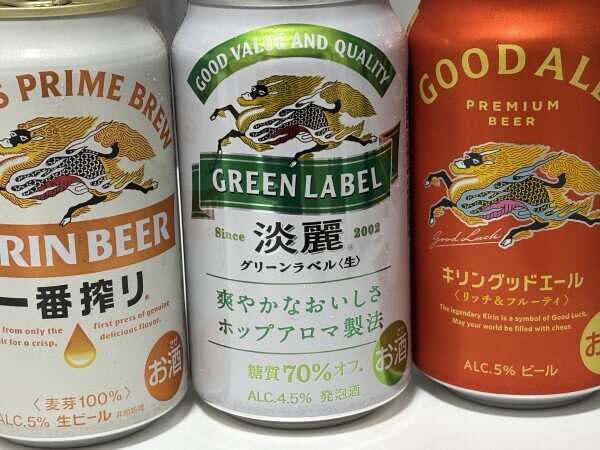 'S PRIME BREW
RIN BEER
一番搾り®
from only the
lt for a crisp.
first press of genuine
delicious flavor.
お酒
〈麦芽100%〉
ALC.5% 生ビール 非熱処理
GOOD VALUE AND QUALITY
GREEN LABEL
Since 淡麗® 2002
グリーンラベル〈生〉
爽やかなおいしさ
ホップアロマ製法
お酒
糖質70%オフ。
ALC.4.5% 発泡酒
GOOD ALE
PREMIUM
BEER
Good Luck
キリングッドエール
〈リッチ&フルーティ〉
The legendary Kirin is a symbol of Good Luck.
May your world be filled with cheer.
ALC.5% ビール
お